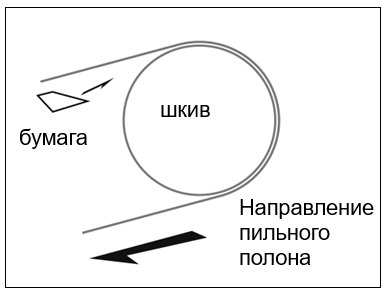 шкив
бумага
Направление
пильного
полона